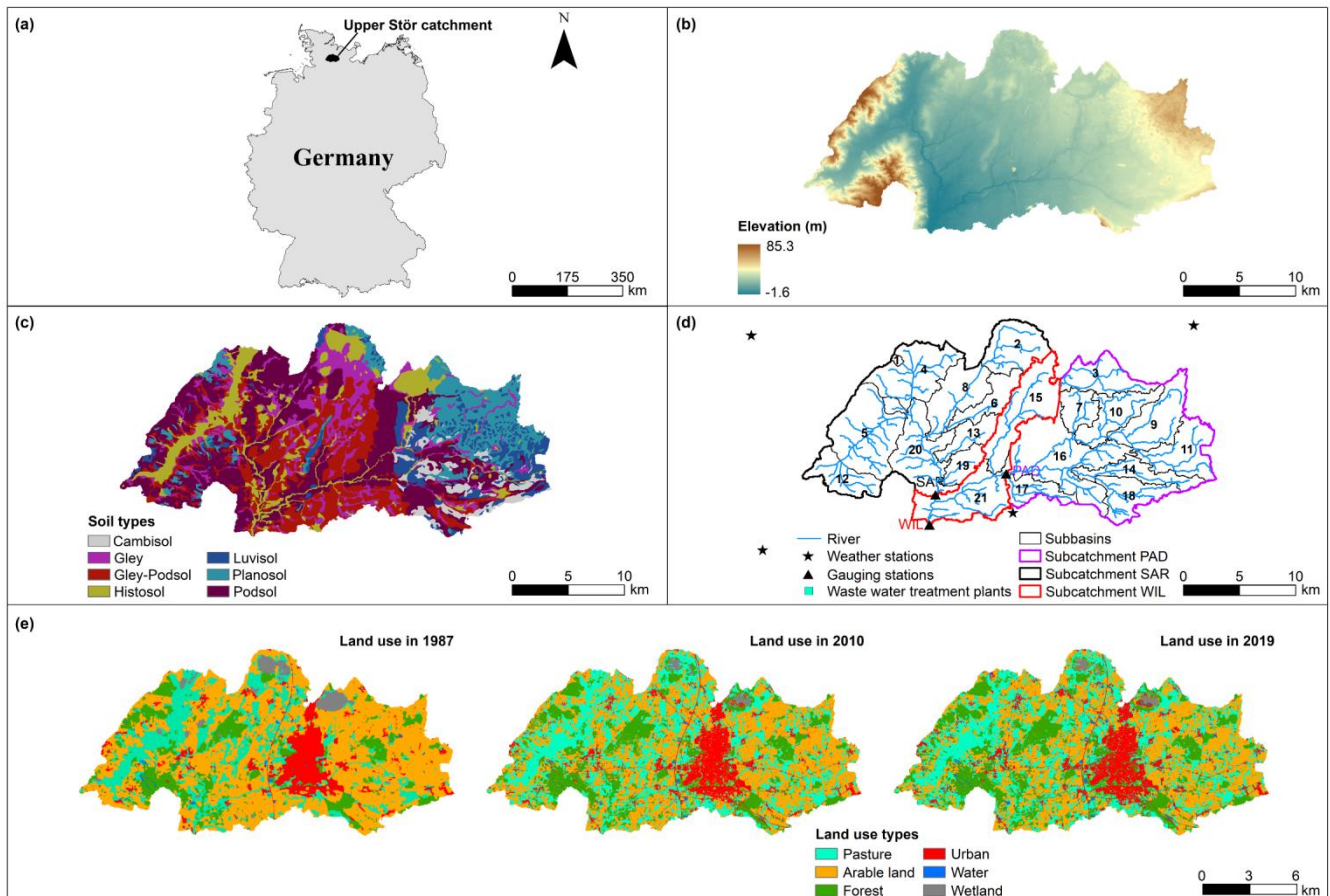 (a)
Upper Stör catchment
N
Germany
0 175 350
km
(b)
Elevation (m)
85.3
-1.6
0 5 10
km
(c)
Soil types
Cambisol
Gley
Gley-Podsol
Histosol
Luvisol
Planosol
Podsol
0 5 10
km
(d)
1
2
3
4
5
6
7
8
9
10
11
12
13
14
15
16
17
18
19
20
21
SAR
PAD
WIL
River
Weather stations
Gauging stations
Waste water treatment plants
Subbasins
Subcatchment PAD
Subcatchment SAR
Subcatchment WIL
0 5 10
km
(e)
Land use in 1987
Land use in 2010
Land use in 2019
Land use types
Pasture
Arable land
Forest
Urban
Water
Wetland
0 3 6
km